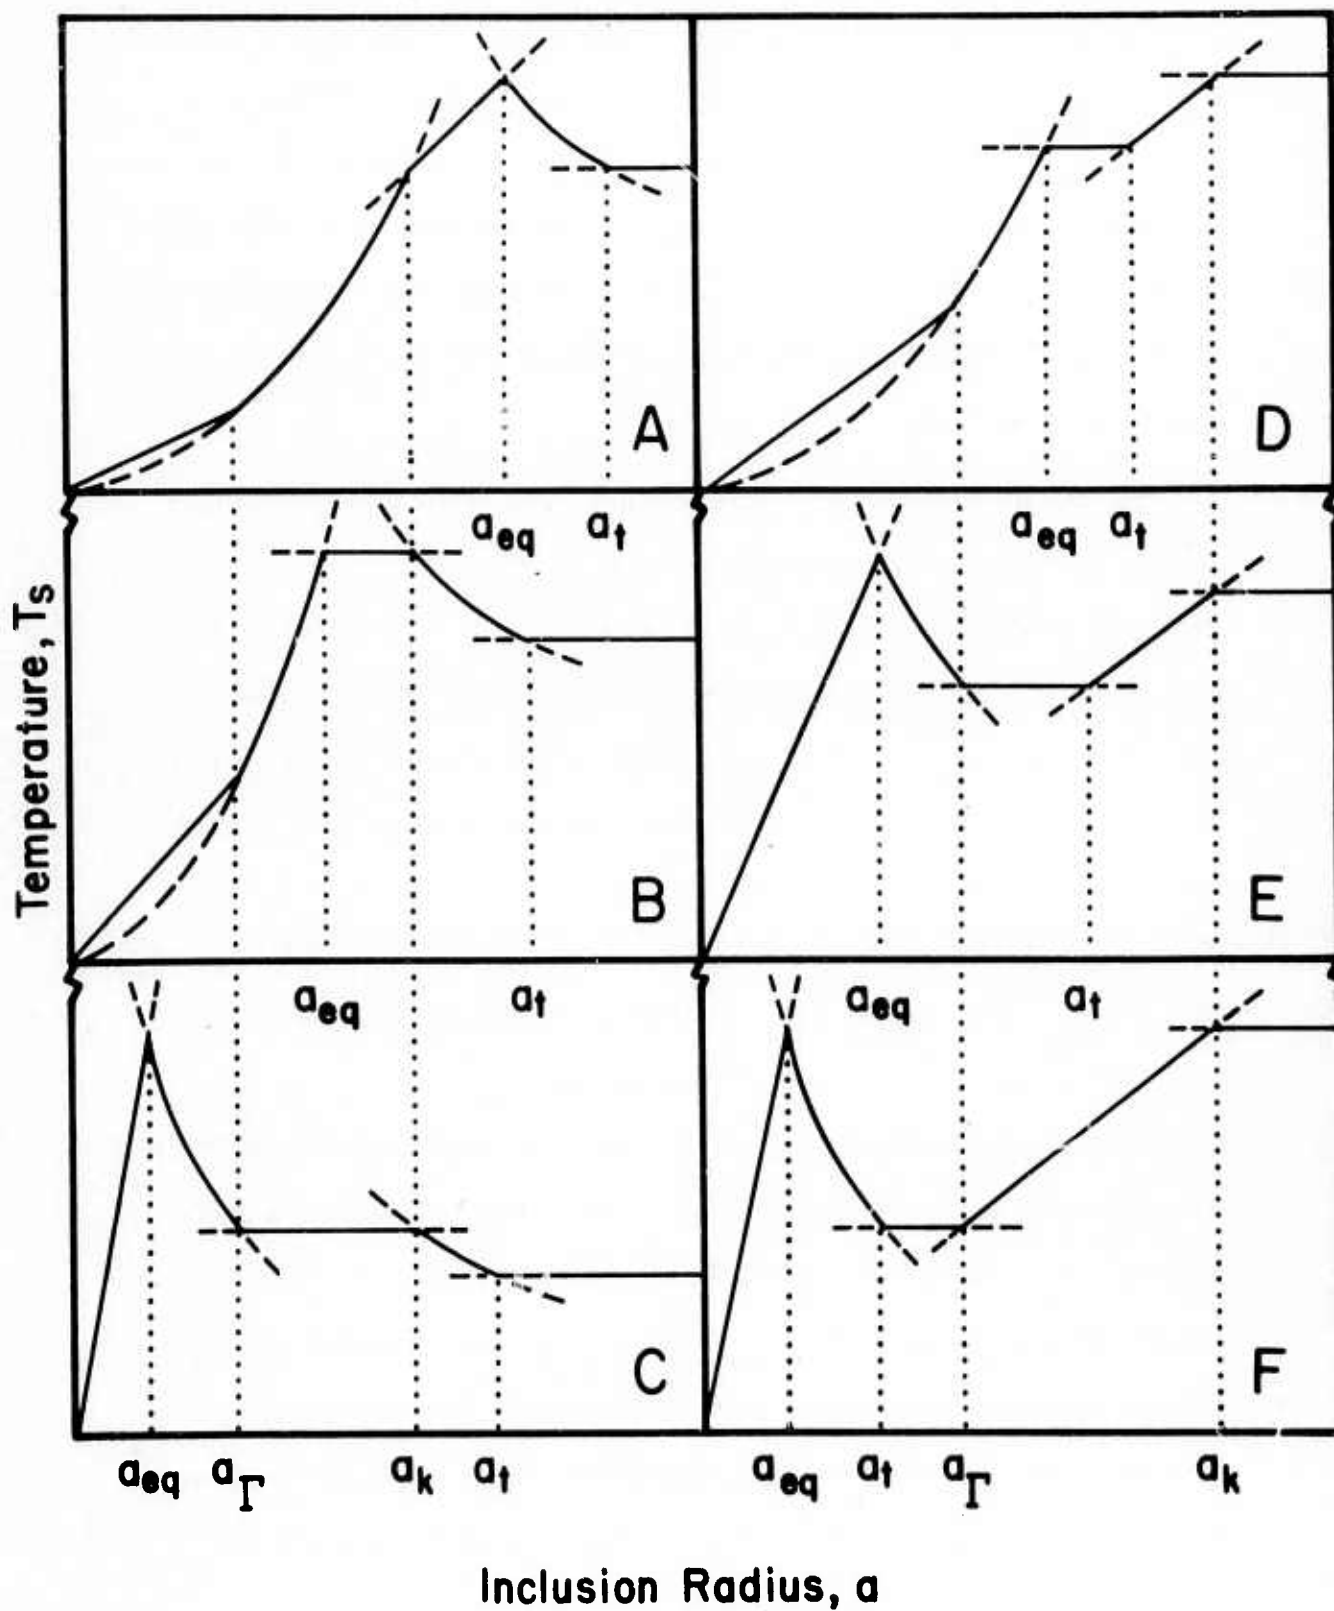 A
D
a_eq a_t
a_eq a_t
Temperature, Ts
B
E
a_eq a_t
a_eq a_t
C
F
a_eq a_Γ a_k a_t
a_eq a_t a_Γ a_k
Inclusion Radius, a